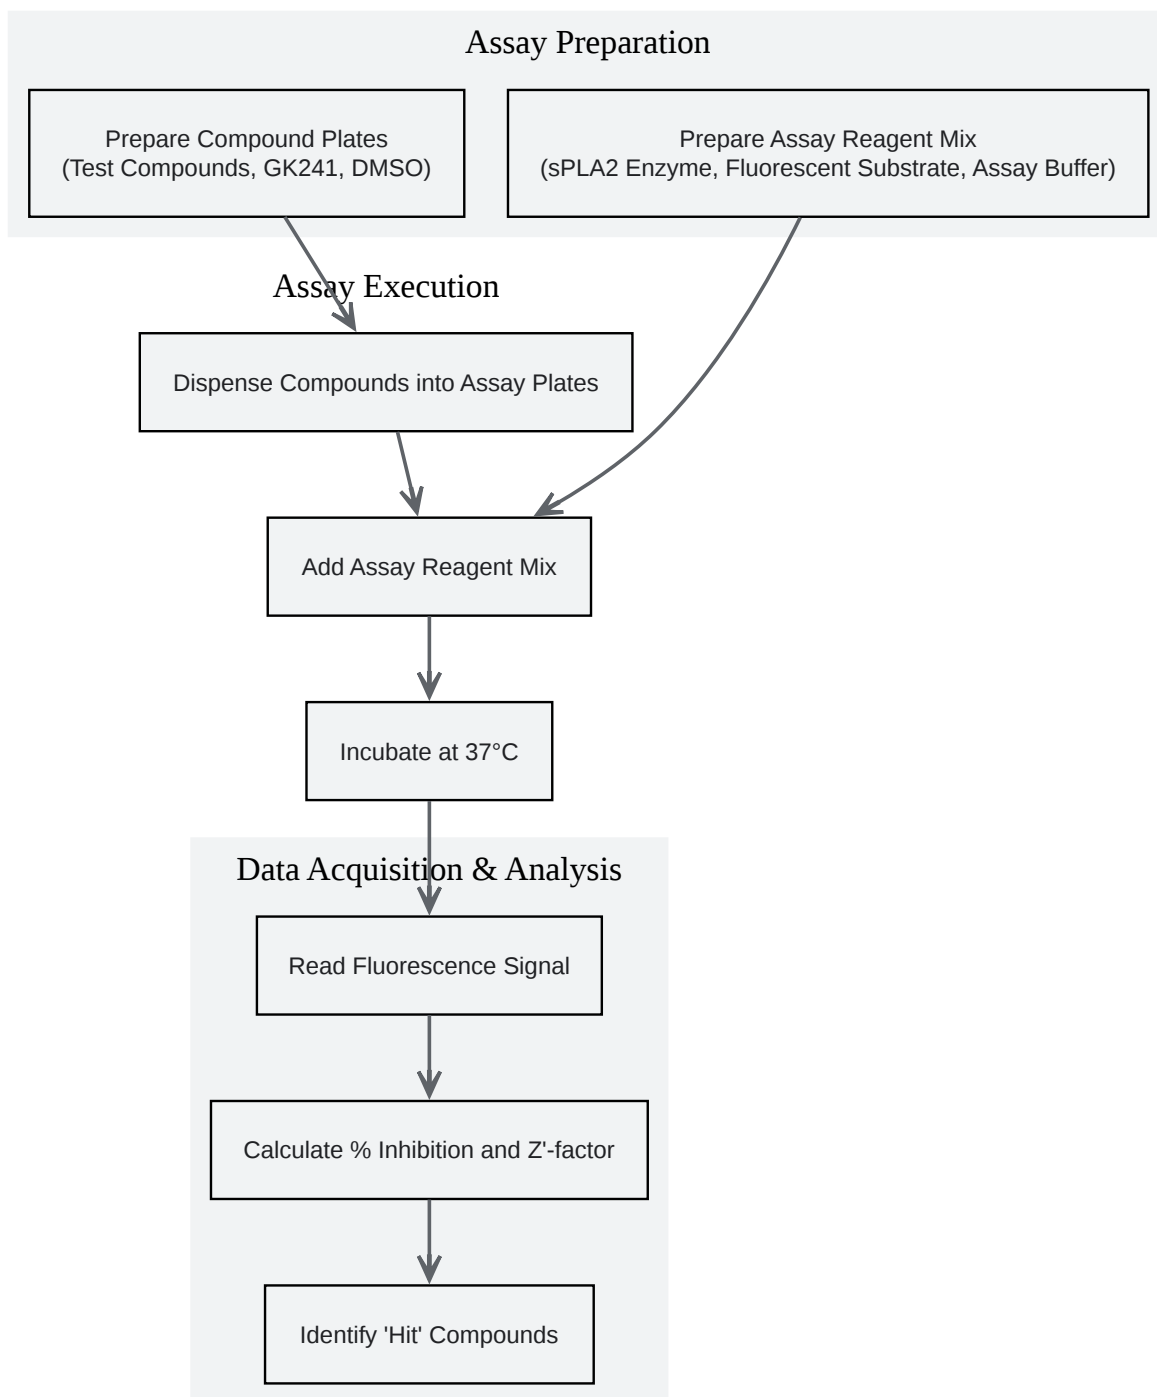 Assay Preparation
Prepare Compound Plates
(Test Compounds, GK241, DMSO)
Prepare Assay Reagent Mix
(sPLA2 Enzyme, Fluorescent Substrate, Assay Buffer)
Assay Execution
Dispense Compounds into Assay Plates
Add Assay Reagent Mix
Incubate at 37°C
Data Acquisition & Analysis
Read Fluorescence Signal
Calculate % Inhibition and Z'-factor
Identify 'Hit' Compounds